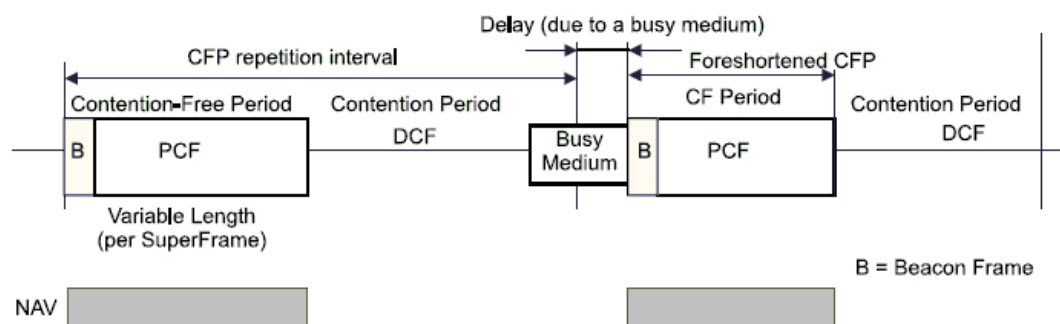 Delay (due to a busy medium)
CFP repetition interval
Foreshortened CFP
Contention-Free Period
Contention Period
CF Period
Contention Period
DCF
DCF
B
PCF
Busy
Medium
B
PCF
Variable Length
(per SuperFrame)
B = Beacon Frame
NAV